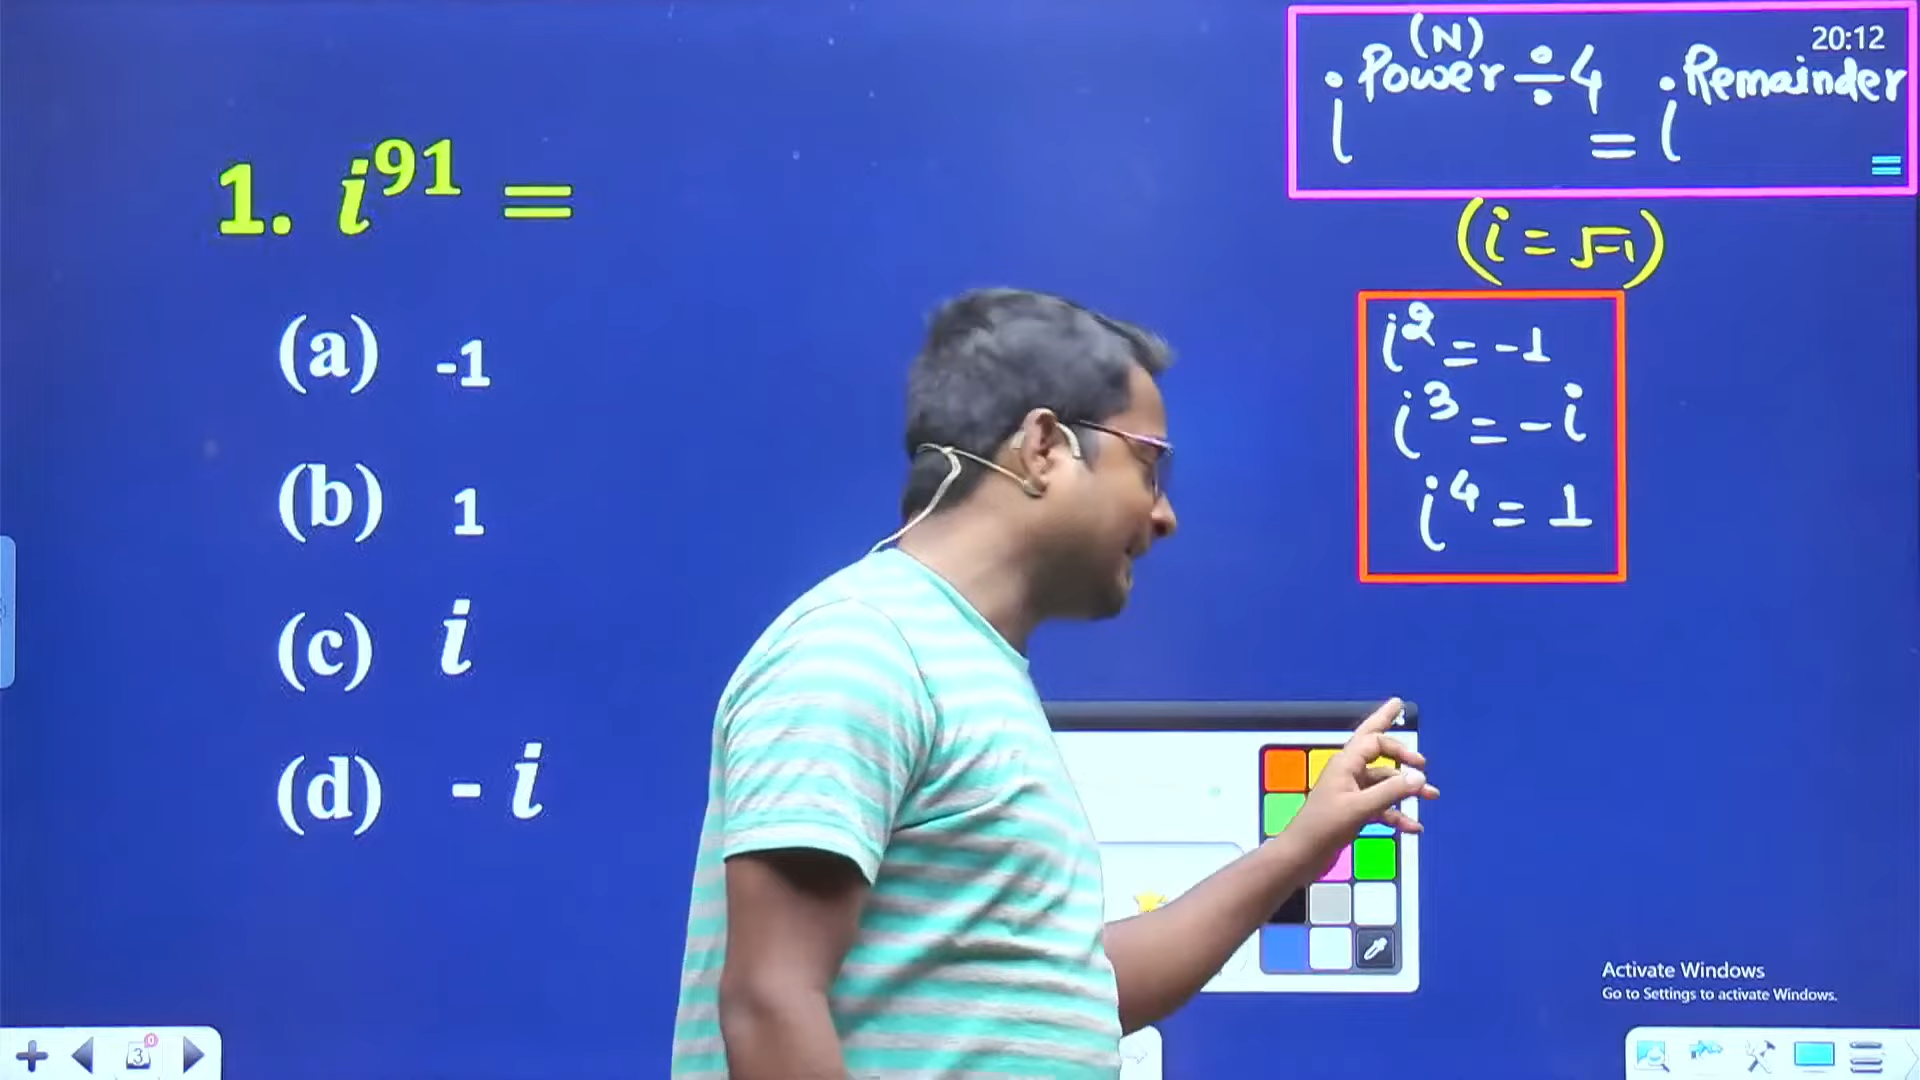 20:12
i^Power (N) ÷ 4 = i^Remainder
1. i^91 =
(i = √-1)
i^2 = -1
(a) -1
i^3 = -i
(b) 1
i^4 = 1
(c) i
(d) - i
Activate Windows
Go to Settings to activate Windows.
3
0